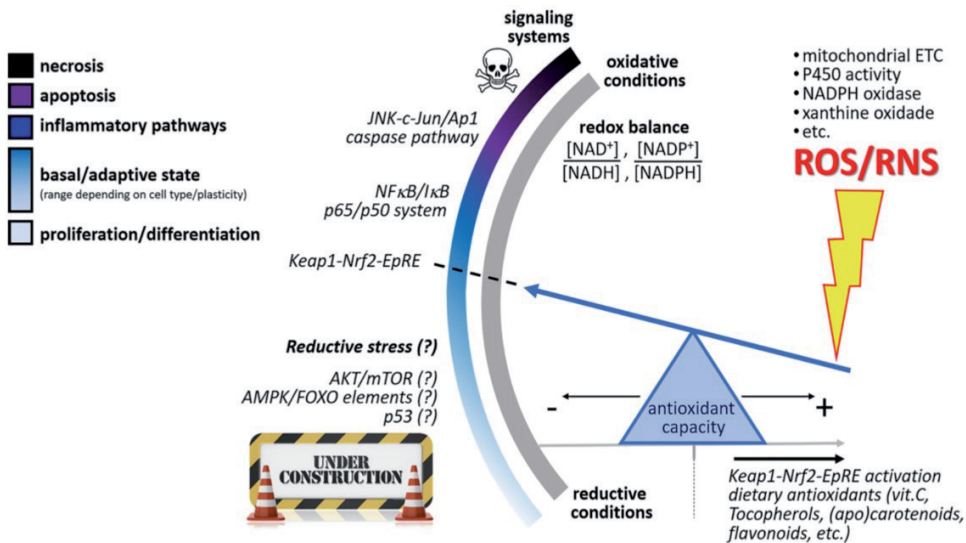 necrosis
apoptosis
inflammatory pathways
basal/adaptive state
(range depending on cell type/plasticity)
proliferation/differentiation
signaling
systems
oxidative
conditions
JNK-c-Jun/Ap1
caspase pathway
NFκB/IκB
p65/p50 system
Keap1-Nrf2-EpRE
Reductive stress (?)
AKT/mTOR (?)
AMPK/FOXO elements (?)
p53 (?)
UNDER
CONSTRUCTION
redox balance
[NAD⁺] , [NADP⁺]
[NADH] , [NADPH]
reductive
conditions
• mitochondrial ETC
• P450 activity
• NADPH oxidase
• xanthine oxidade
• etc.
ROS/RNS
- +
antioxidant
capacity
Keap1-Nrf2-EpRE activation
dietary antioxidants (vit.C,
Tocopherols, (apo)carotenoids,
flavonoids, etc.)